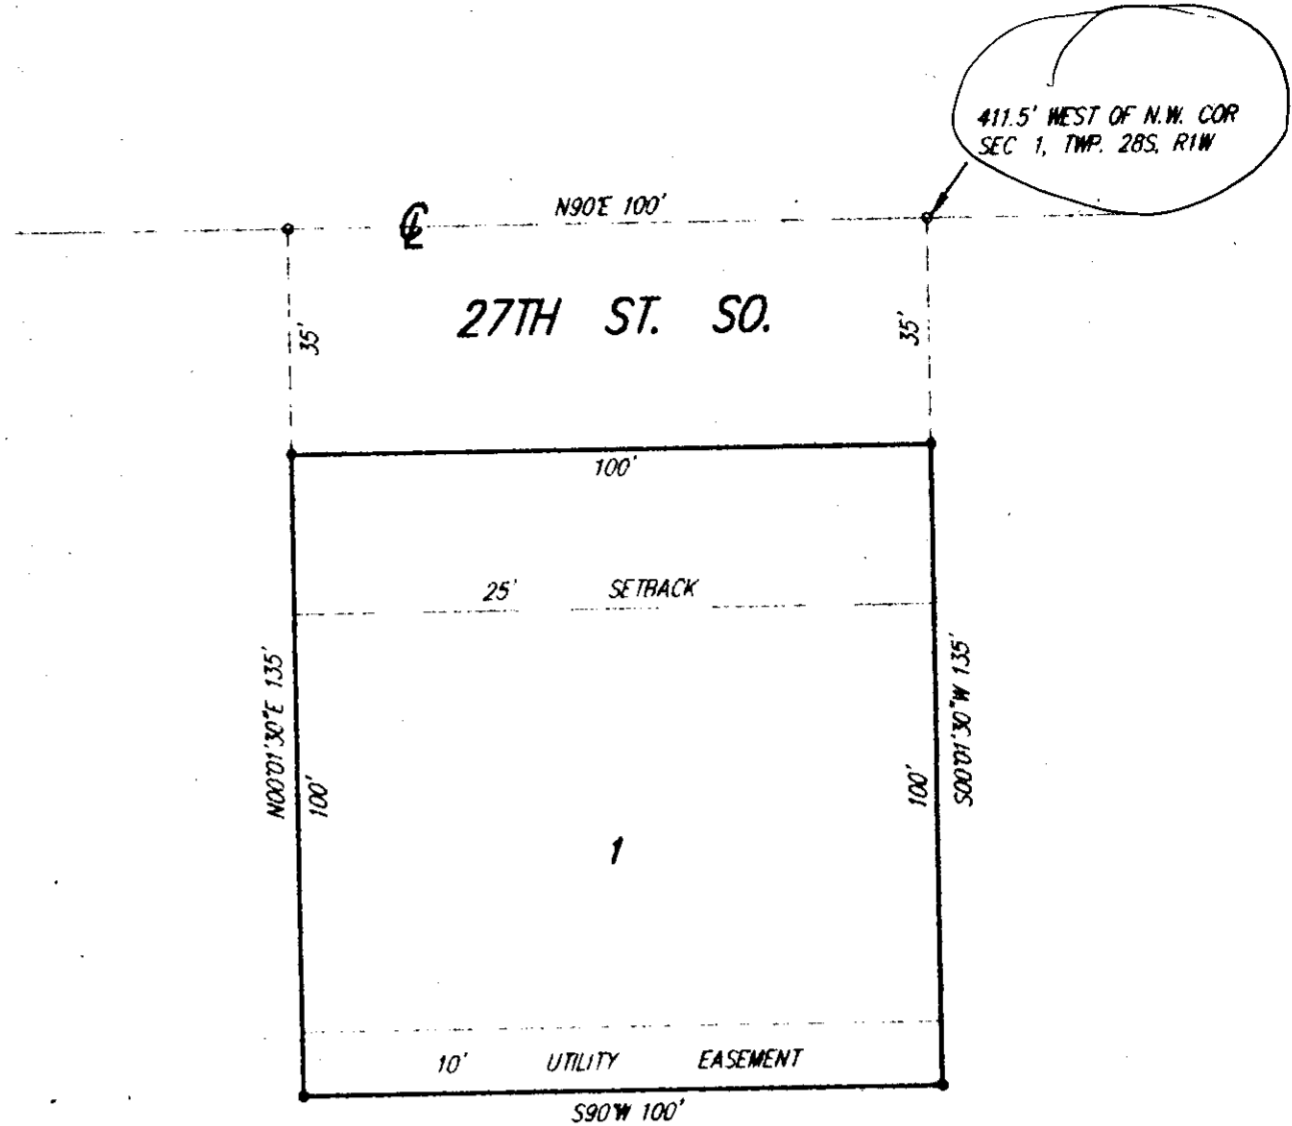 411.5' WEST OF N.W. COR
SEC 1, TWP. 28S, R1W
N90°E 100'
℄
27TH ST. SO.
35'
35'
100'
25' SETBACK
N00°01'30"E 135'
100'
100'
S00°01'30"W 135'
1
10' UTILITY EASEMENT
S90°W 100'